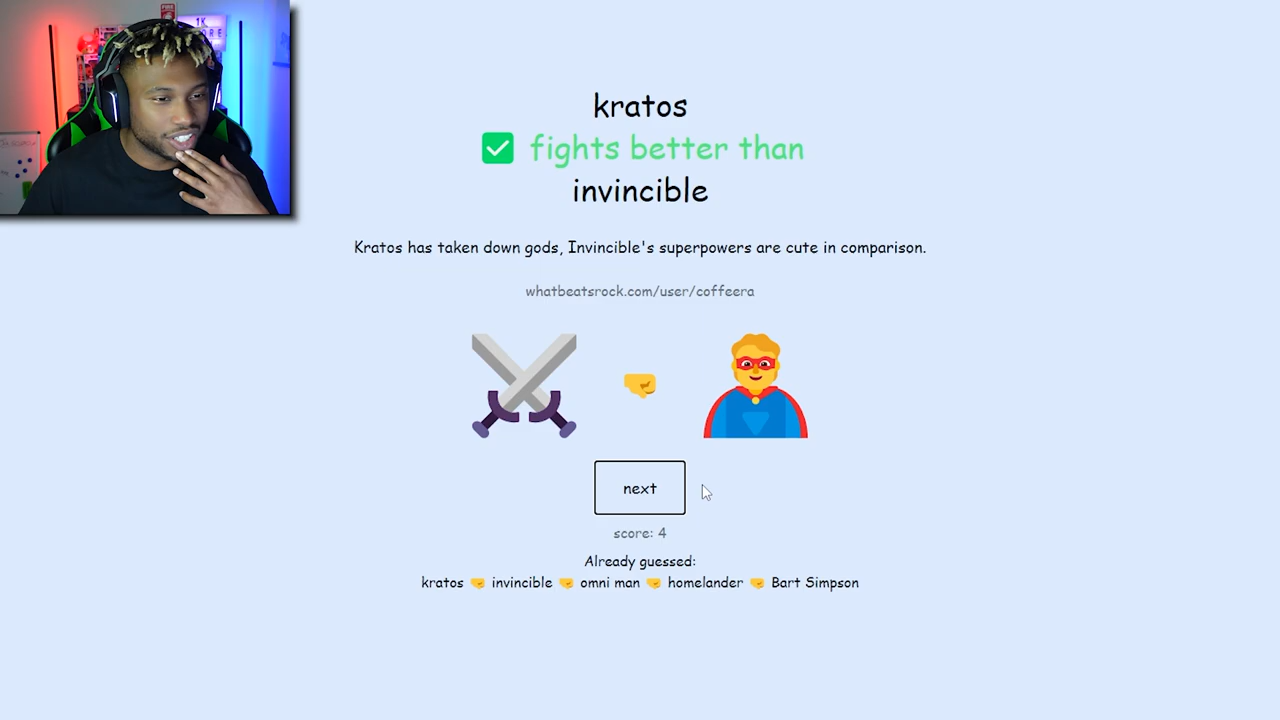 kratos
✅ fights better than
invincible
Kratos has taken down gods, Invincible's superpowers are cute in comparison.
whatbeatsrock.com/user/coffeera
next
score: 4
Already guessed:
kratos 🤜 invincible 🤜 omni man 🤜 homelander 🤜 Bart Simpson